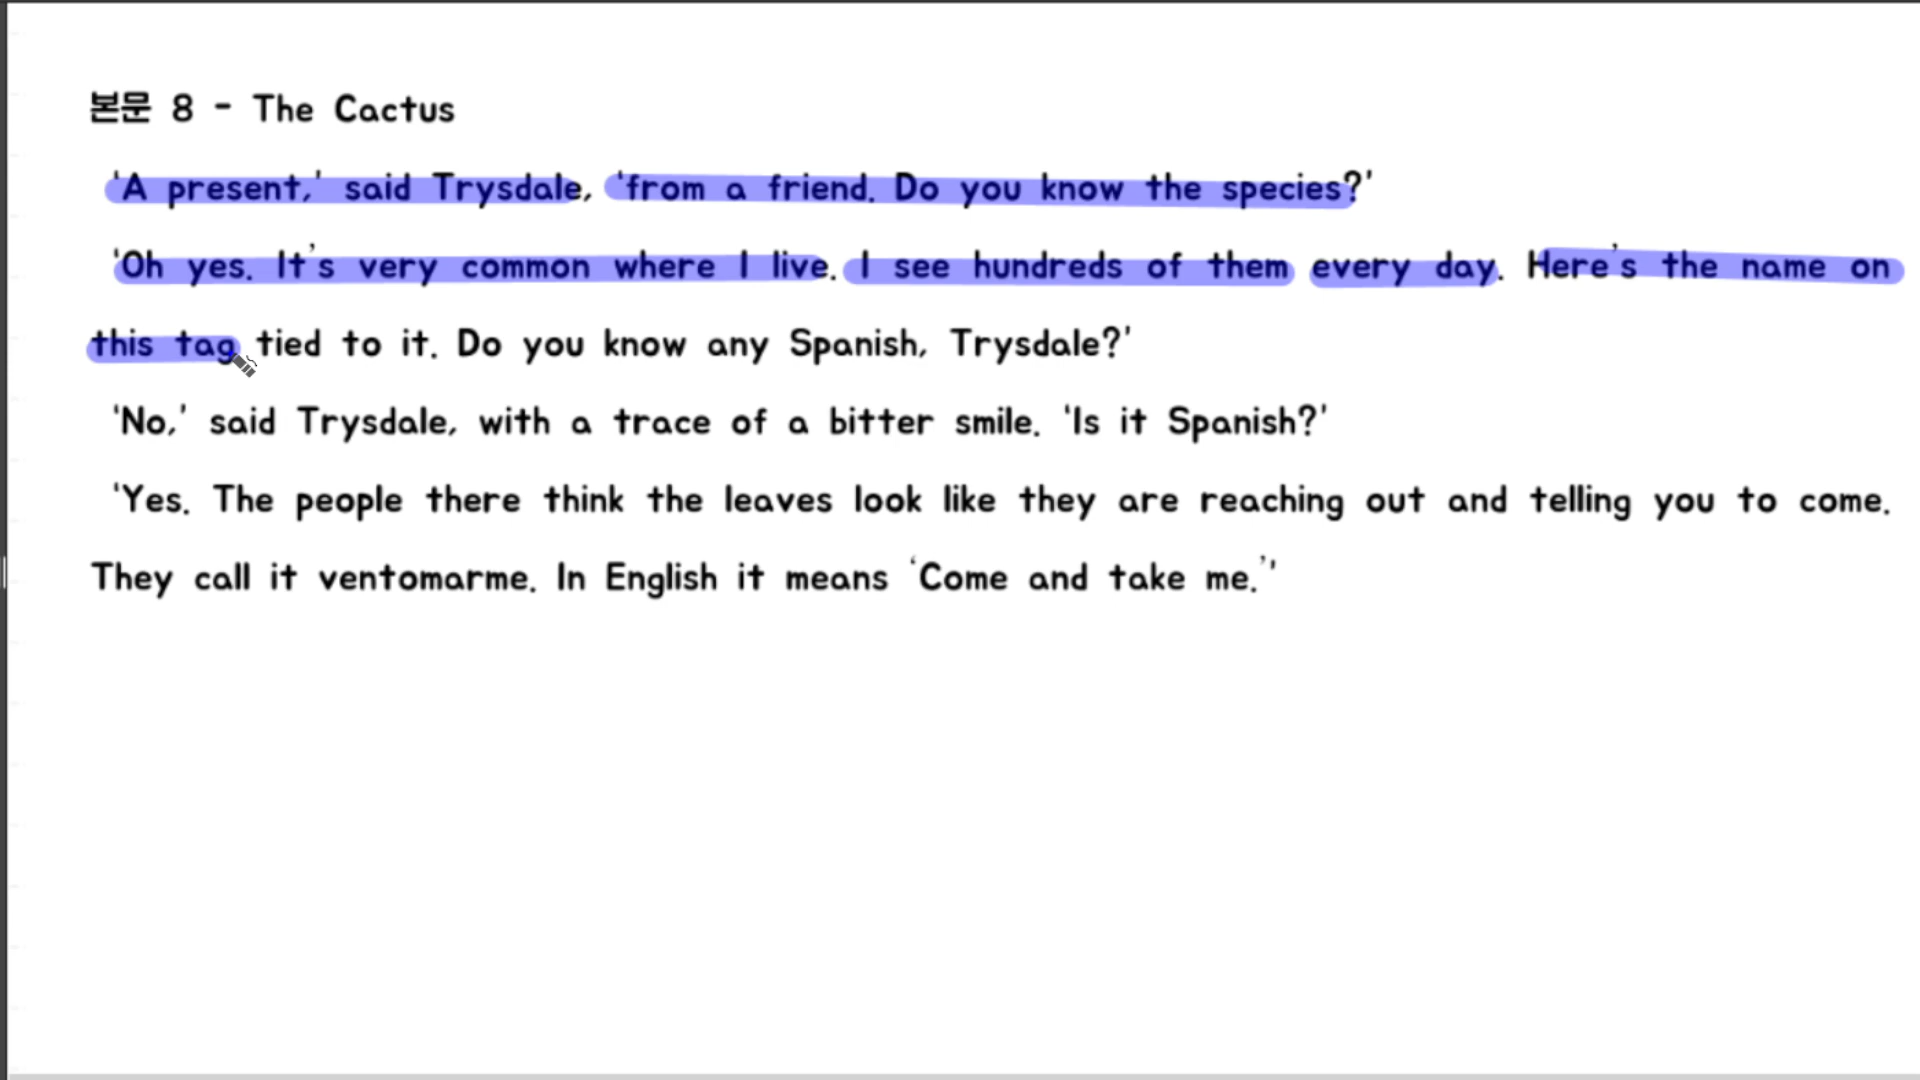 본문 8 - The Cactus
'A present,' said Trysdale, 'from a friend. Do you know the species?'
'Oh yes. It's very common where I live. I see hundreds of them every day. Here's the name on
this tag tied to it. Do you know any Spanish, Trysdale?'
'No,' said Trysdale, with a trace of a bitter smile. 'Is it Spanish?'
'Yes. The people there think the leaves look like they are reaching out and telling you to come.
They call it ventomarme. In English it means 'Come and take me.''